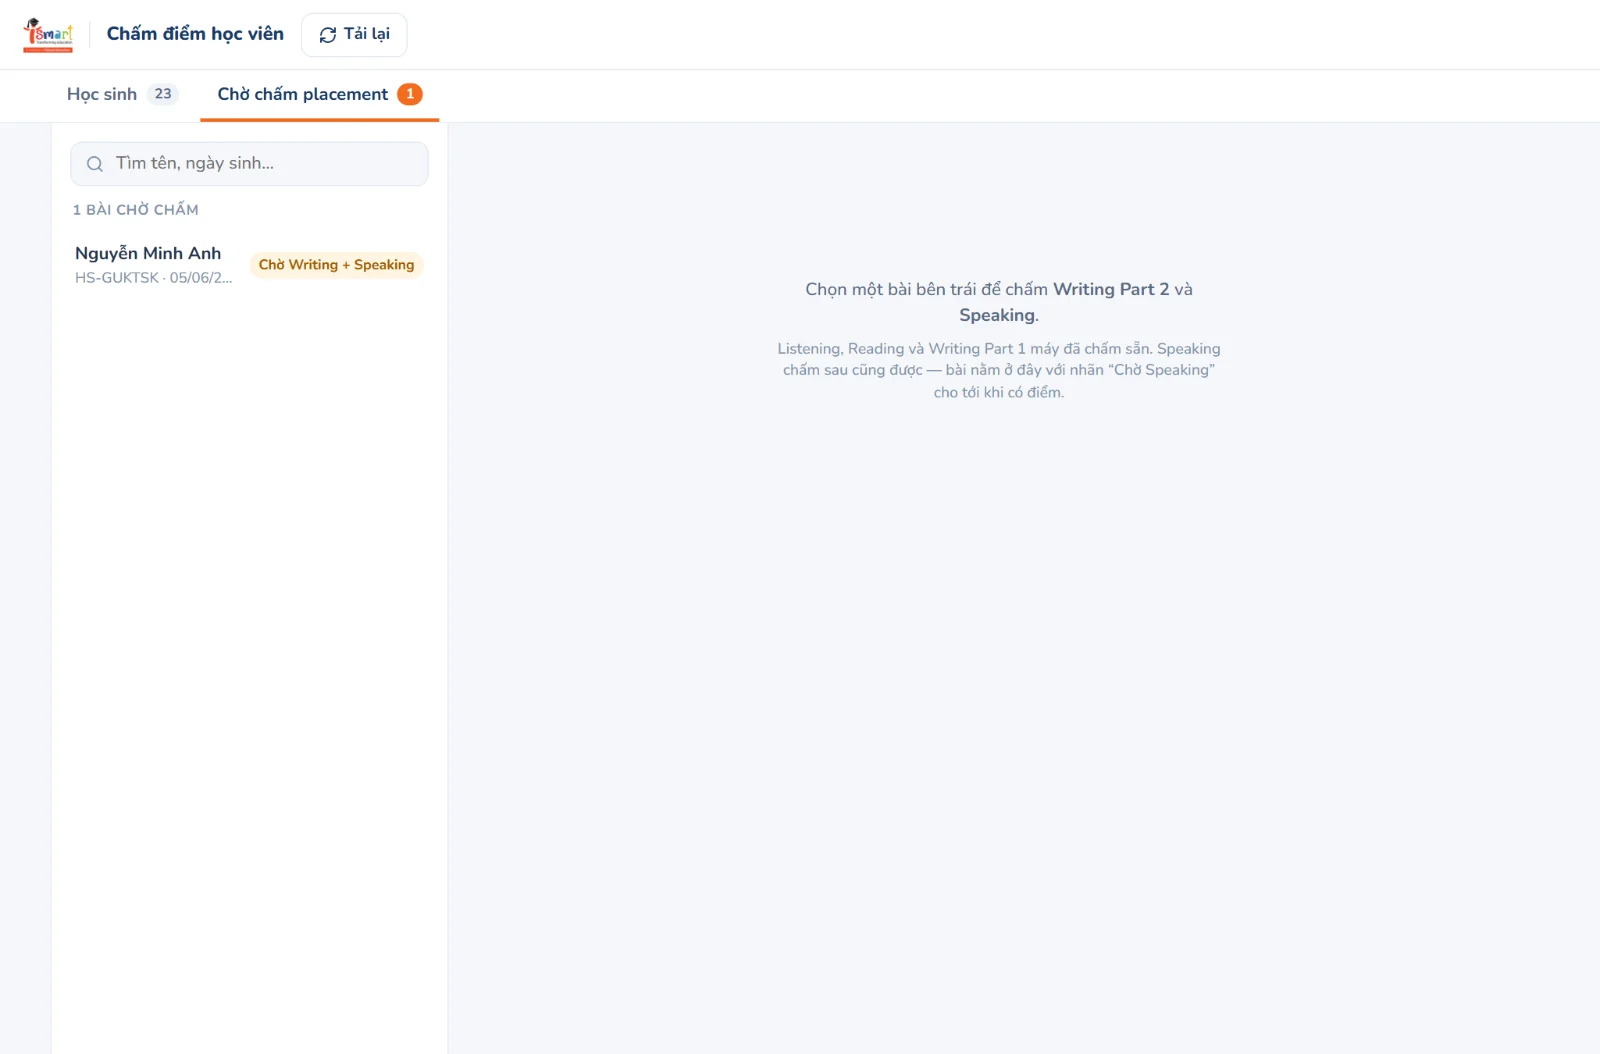 iSmart
Chấm điểm học viên
Tải lại
Học sinh 23
Chờ chấm placement 1
Tìm tên, ngày sinh...
1 BÀI CHỜ CHẤM
Nguyễn Minh Anh
HS-GUKTSK · 05/06/2...
Chờ Writing + Speaking
Chọn một bài bên trái để chấm Writing Part 2 và
Speaking.
Listening, Reading và Writing Part 1 máy đã chấm sẵn. Speaking
chấm sau cũng được — bài nằm ở đây với nhãn “Chờ Speaking”
cho tới khi có điểm.